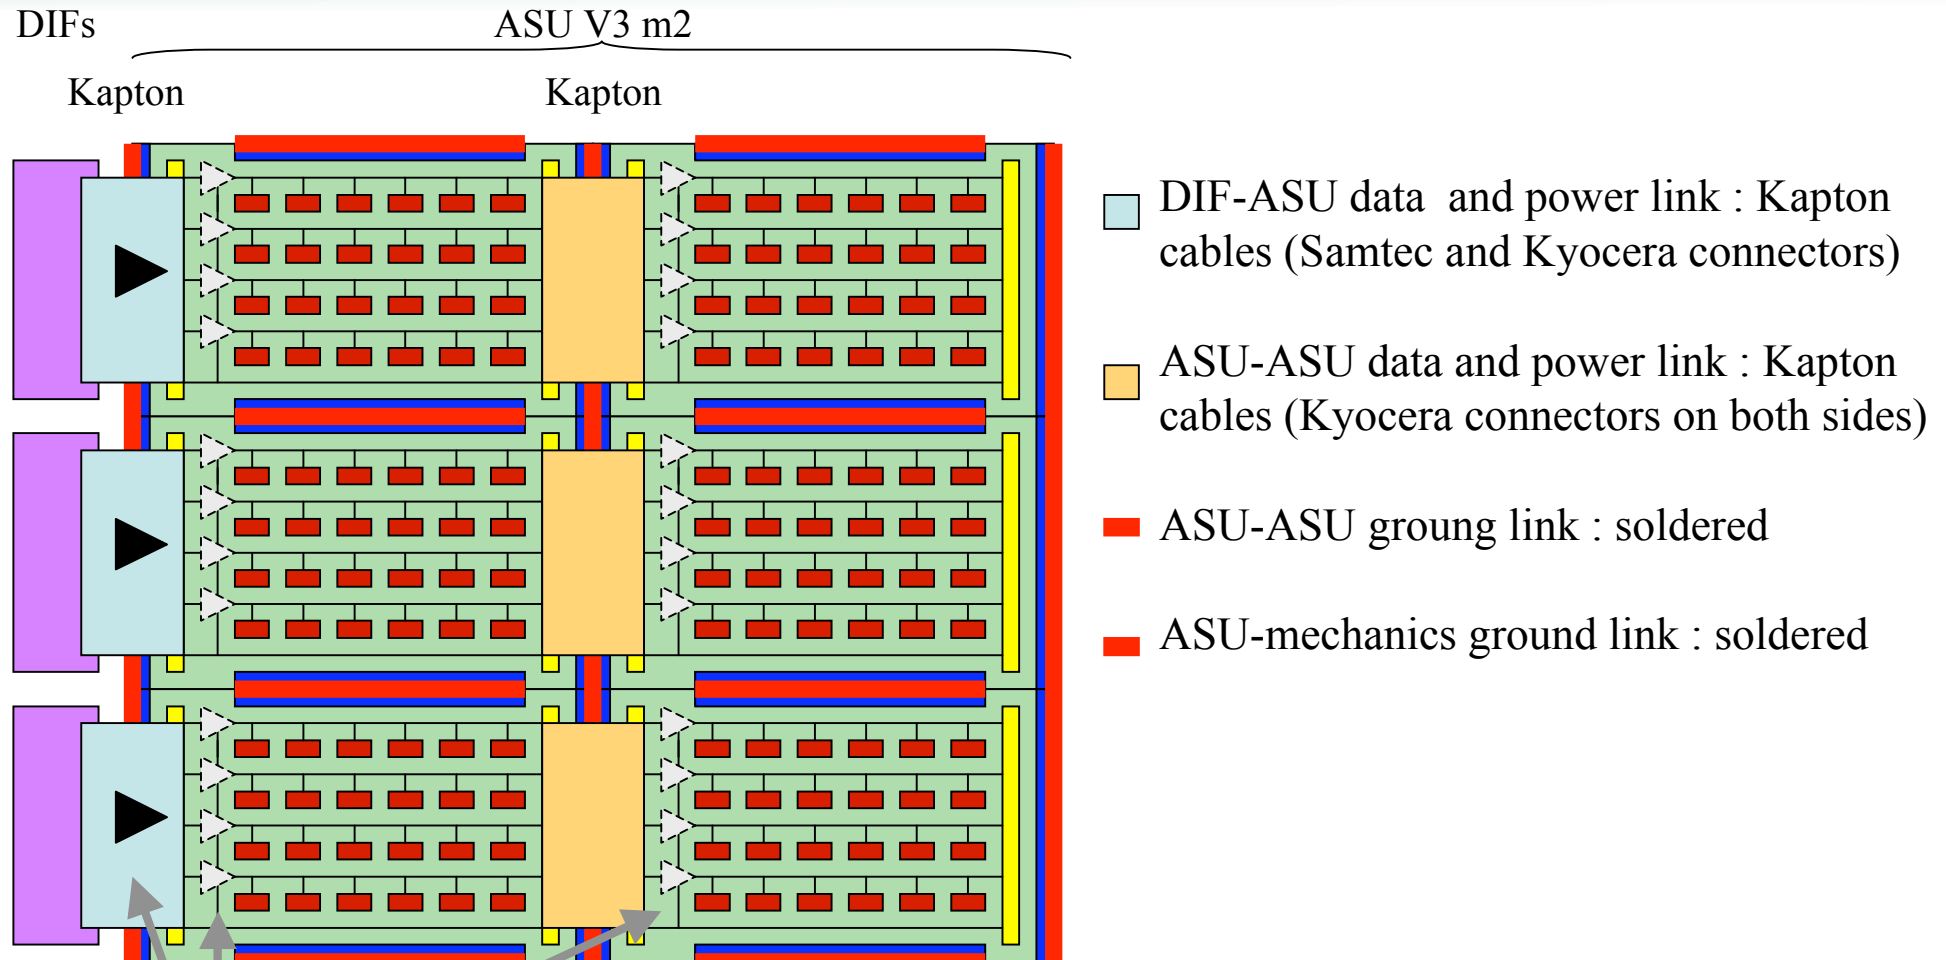 DIFs
ASU V3 m2
Kapton
Kapton
DIF-ASU data and power link : Kapton
cables (Samtec and Kyocera connectors)
ASU-ASU data and power link : Kapton
cables (Kyocera connectors on both sides)
ASU-ASU groung link : soldered
ASU-mechanics ground link : soldered